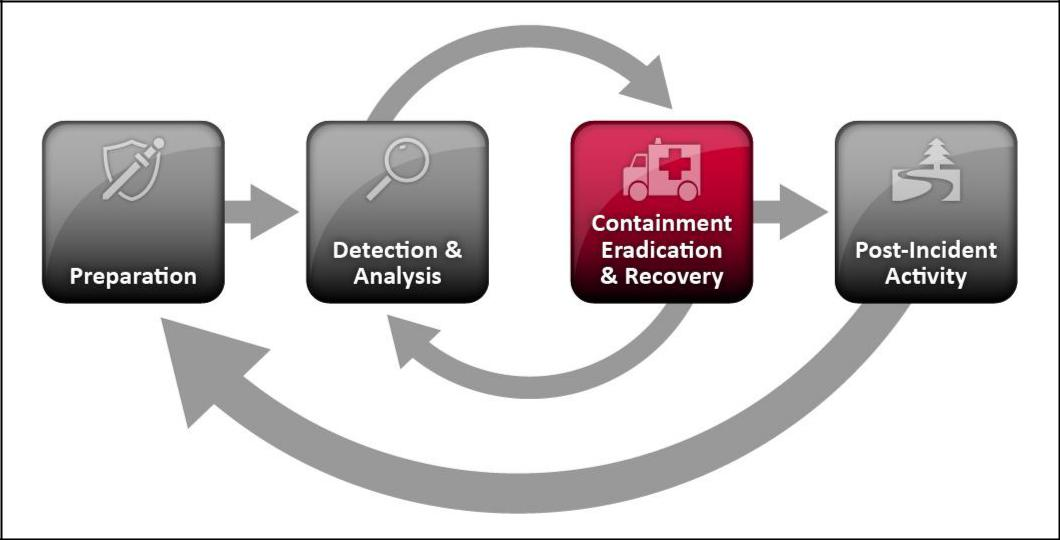 Preparation
Detection &
Analysis
Containment
Eradication
& Recovery
Post-Incident
Activity